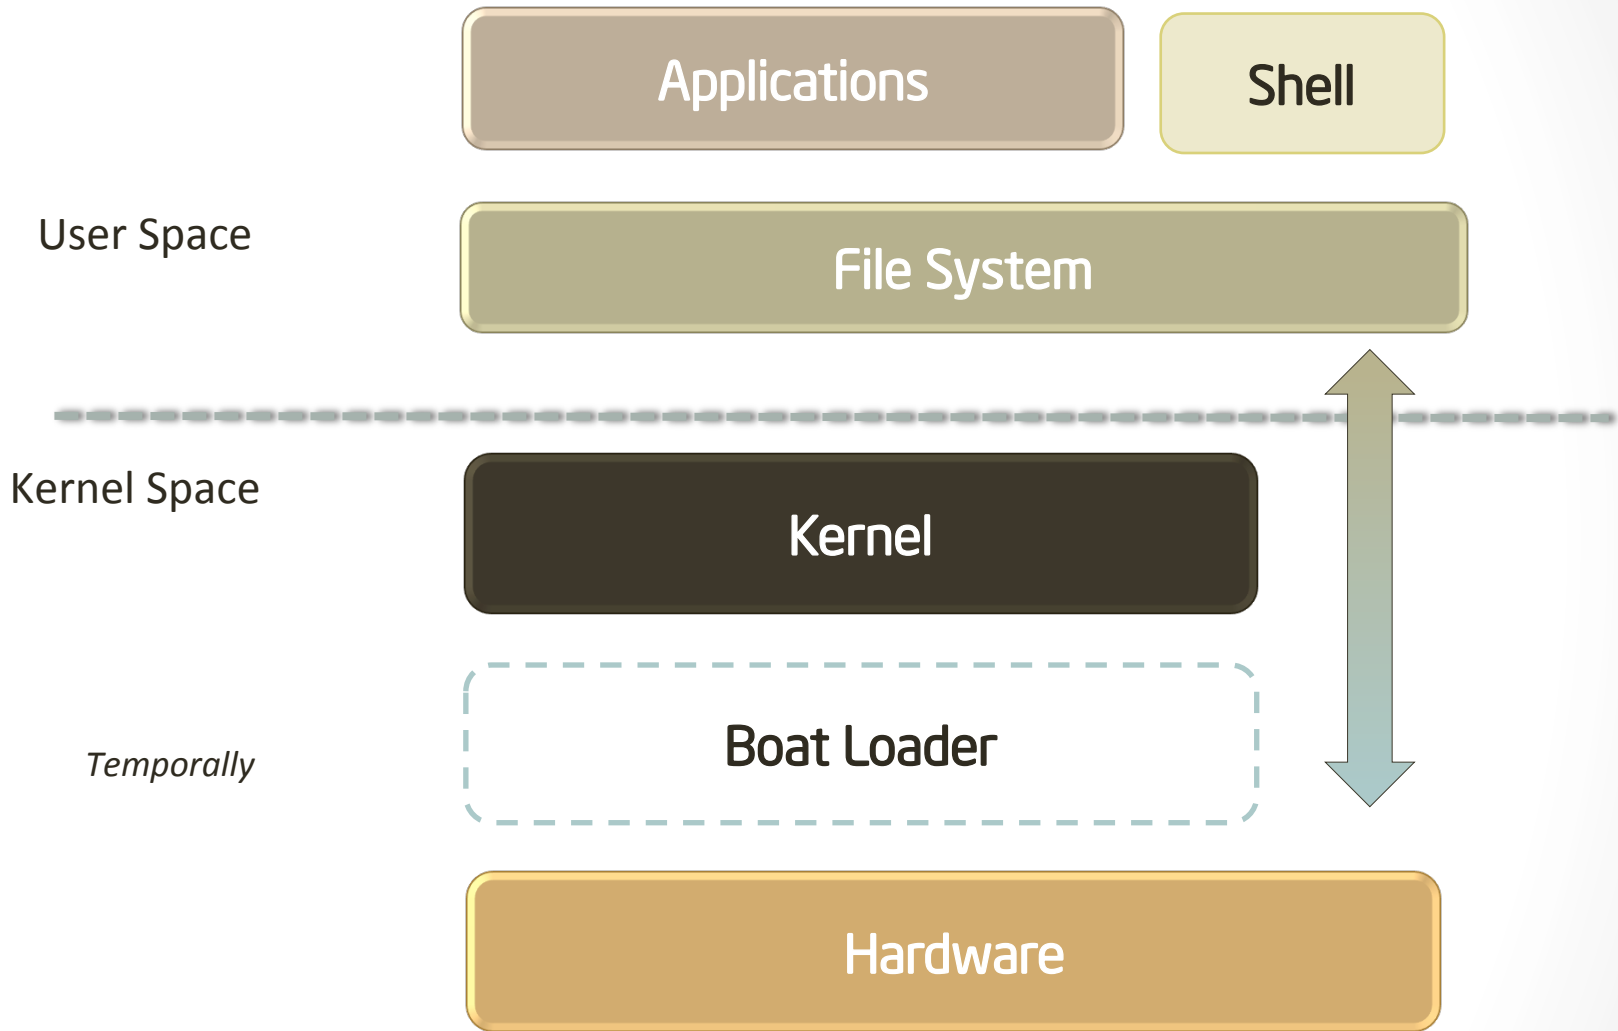 Applications
Shell
User Space
File System
Kernel Space
Kernel
Temporally
Boat Loader
Hardware